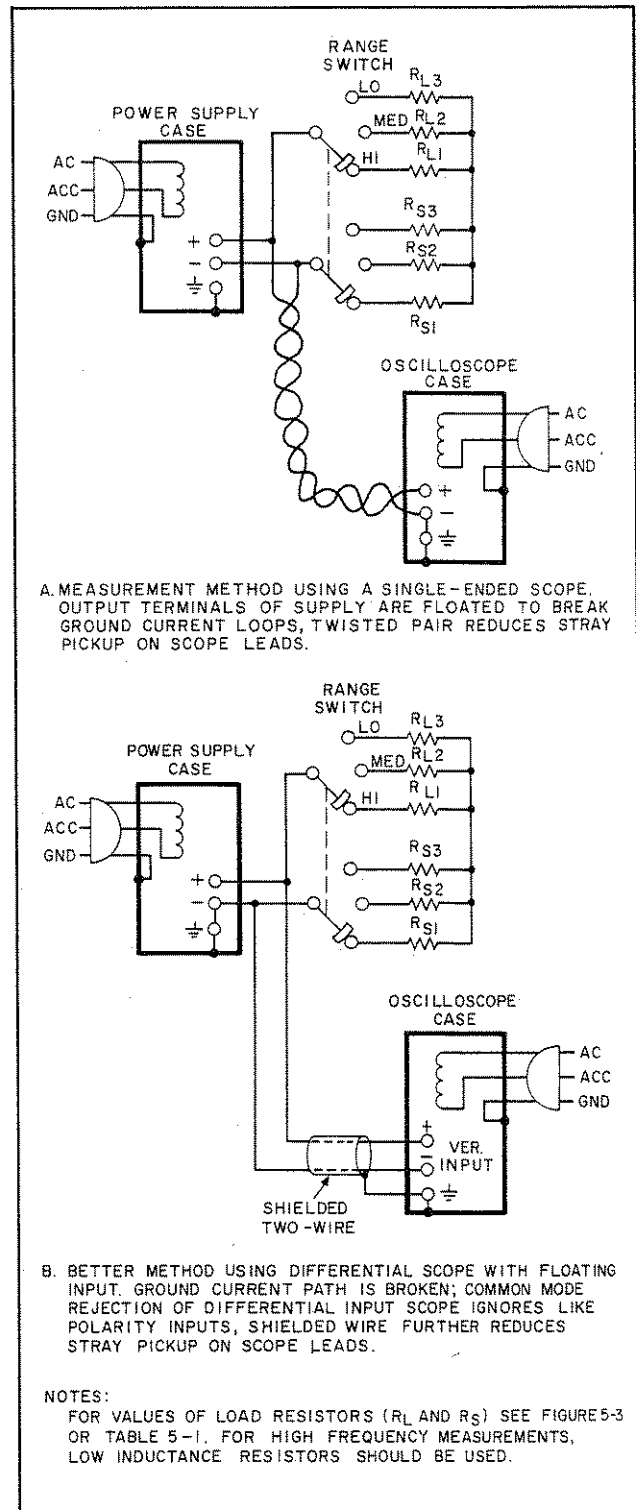 RANGE
SWITCH
LO
RL3
POWER SUPPLY
CASE
MED
RL2
AC
HI
RL1
ACC
GND
RS3
+
RS2
-
RS1
OSCILLOSCOPE
CASE
AC
ACC
GND
+
-
A. MEASUREMENT METHOD USING A SINGLE-ENDED SCOPE.
OUTPUT TERMINALS OF SUPPLY ARE FLOATED TO BREAK
GROUND CURRENT LOOPS, TWISTED PAIR REDUCES STRAY
PICKUP ON SCOPE LEADS.
RANGE
SWITCH
LO
RL3
POWER SUPPLY
CASE
MED
RL2
AC
HI
RL1
ACC
GND
RS3
+
RS2
-
RS1
OSCILLOSCOPE
CASE
AC
ACC
GND
+
VER.
-
INPUT
SHIELDED
TWO-WIRE
B. BETTER METHOD USING DIFFERENTIAL SCOPE WITH FLOATING
INPUT. GROUND CURRENT PATH IS BROKEN; COMMON MODE
REJECTION OF DIFFERENTIAL INPUT SCOPE IGNORES LIKE
POLARITY INPUTS, SHIELDED WIRE FURTHER REDUCES
STRAY PICKUP ON SCOPE LEADS.
NOTES:
FOR VALUES OF LOAD RESISTORS (RL AND RS) SEE FIGURE 5-3
OR TABLE 5-1. FOR HIGH FREQUENCY MEASUREMENTS,
LOW INDUCTANCE RESISTORS SHOULD BE USED.